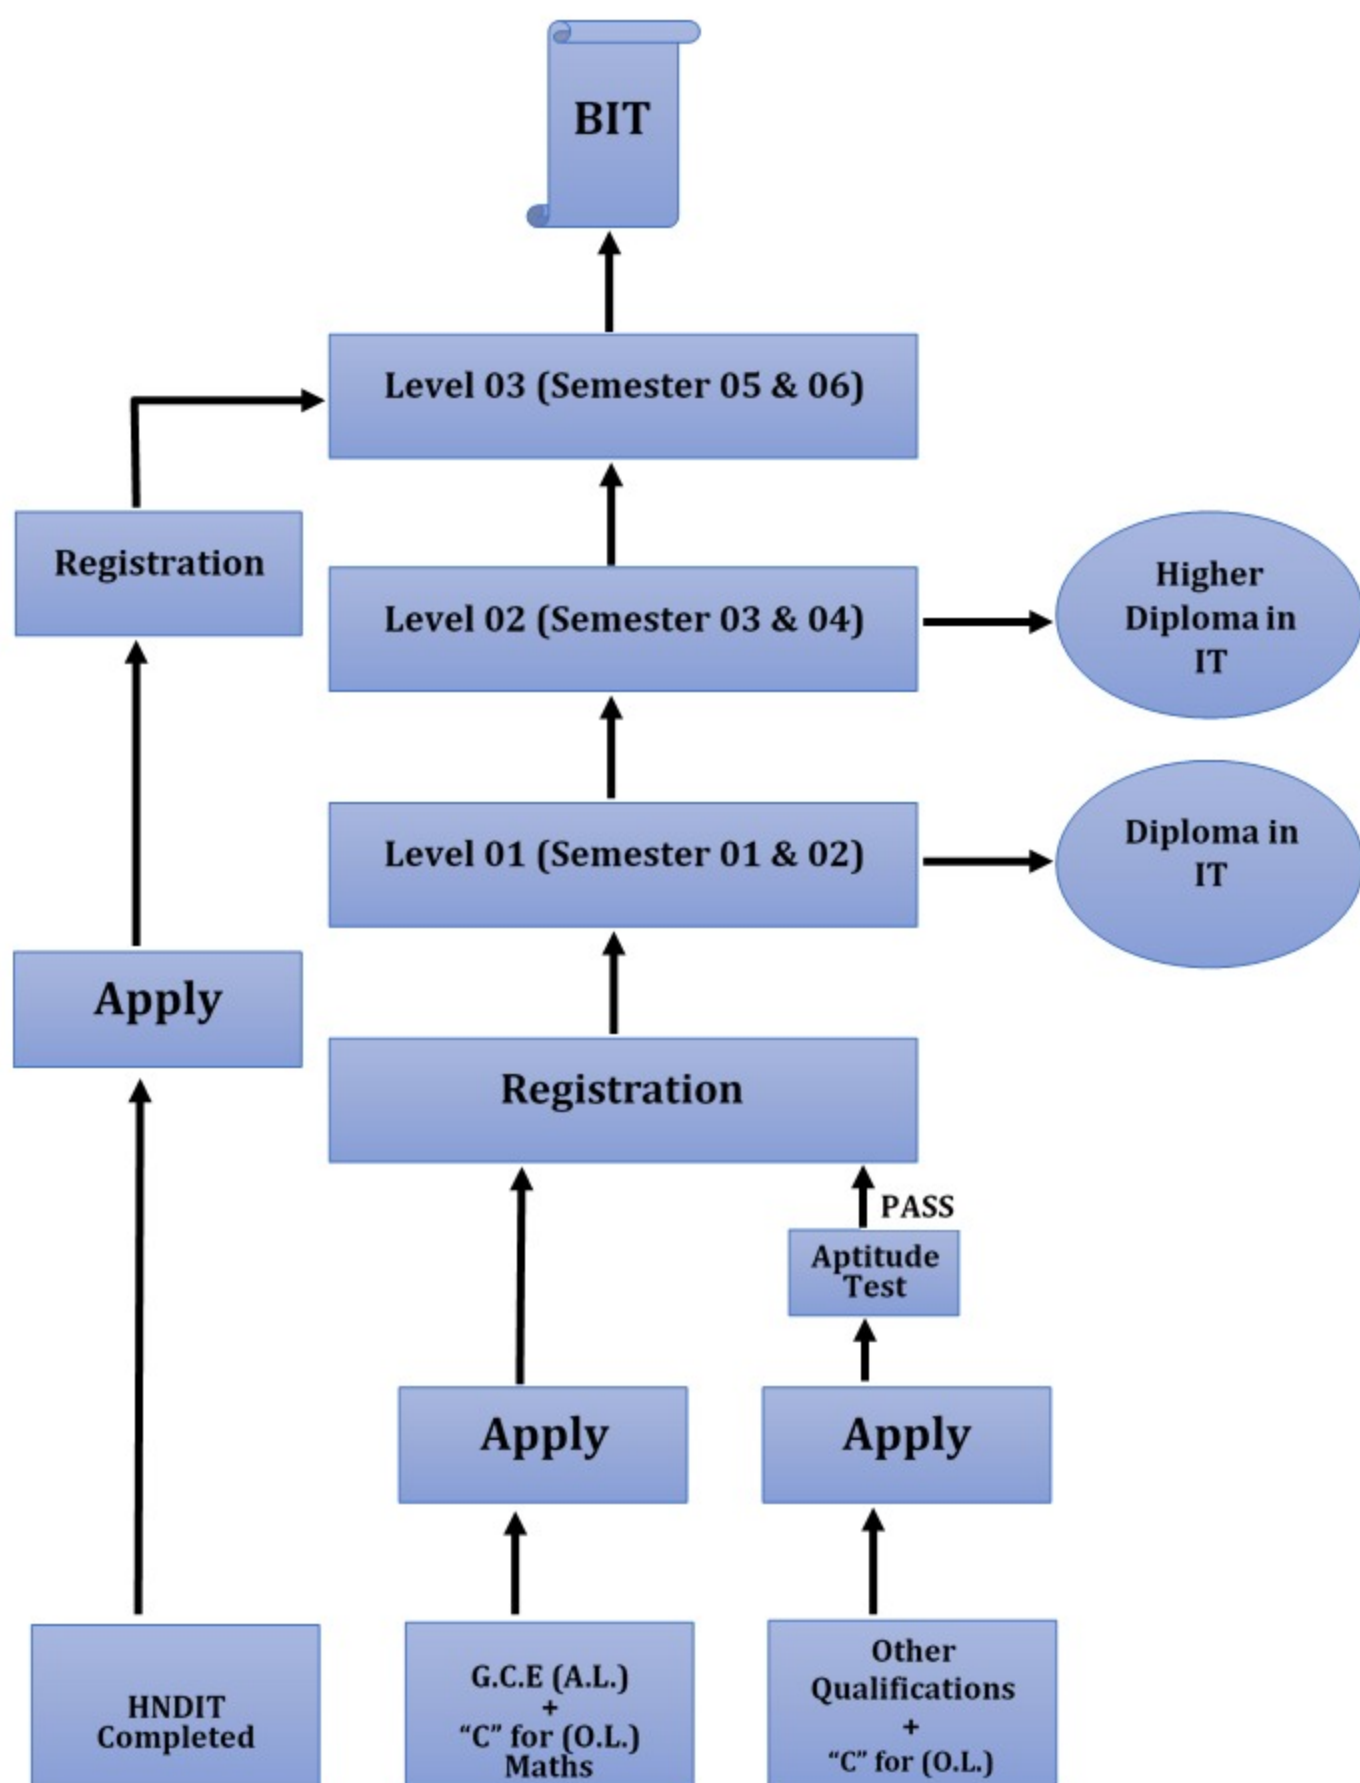 BIT
Level 03 (Semester 05 & 06)
Registration
Level 02 (Semester 03 & 04)
Higher
Diploma in
IT
Level 01 (Semester 01 & 02)
Diploma in
IT
Apply
Registration
PASS
Aptitude
Test
Apply
Apply
HNDIT
Completed
G.C.E (A.L.)
+
“C” for (O.L.)
Maths
Other
Qualifications
+
“C” for (O.L.)